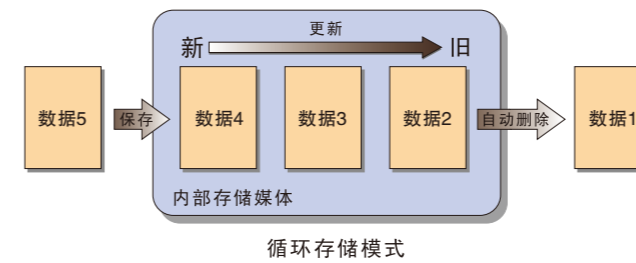 更新
新 旧
数据5 保存 数据4 数据3 数据2 自动删除 数据1
内部存储媒体
循环存储模式